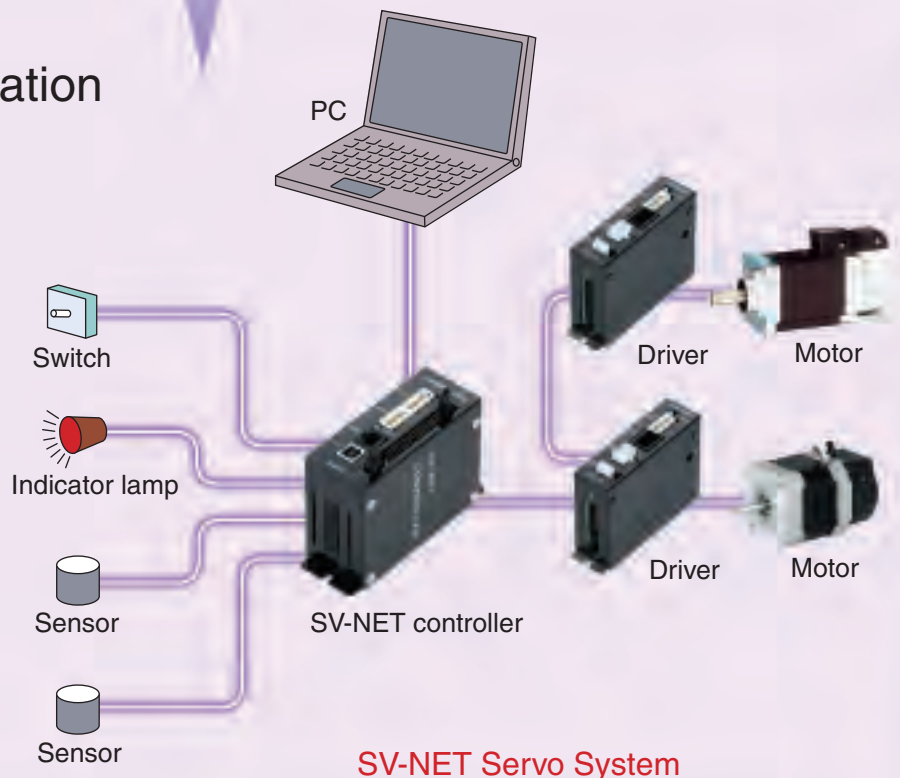 ation
PC
Switch
Driver
Motor
Indicator lamp
Driver
Motor
Sensor
SV-NET controller
Sensor
SV-NET Servo System